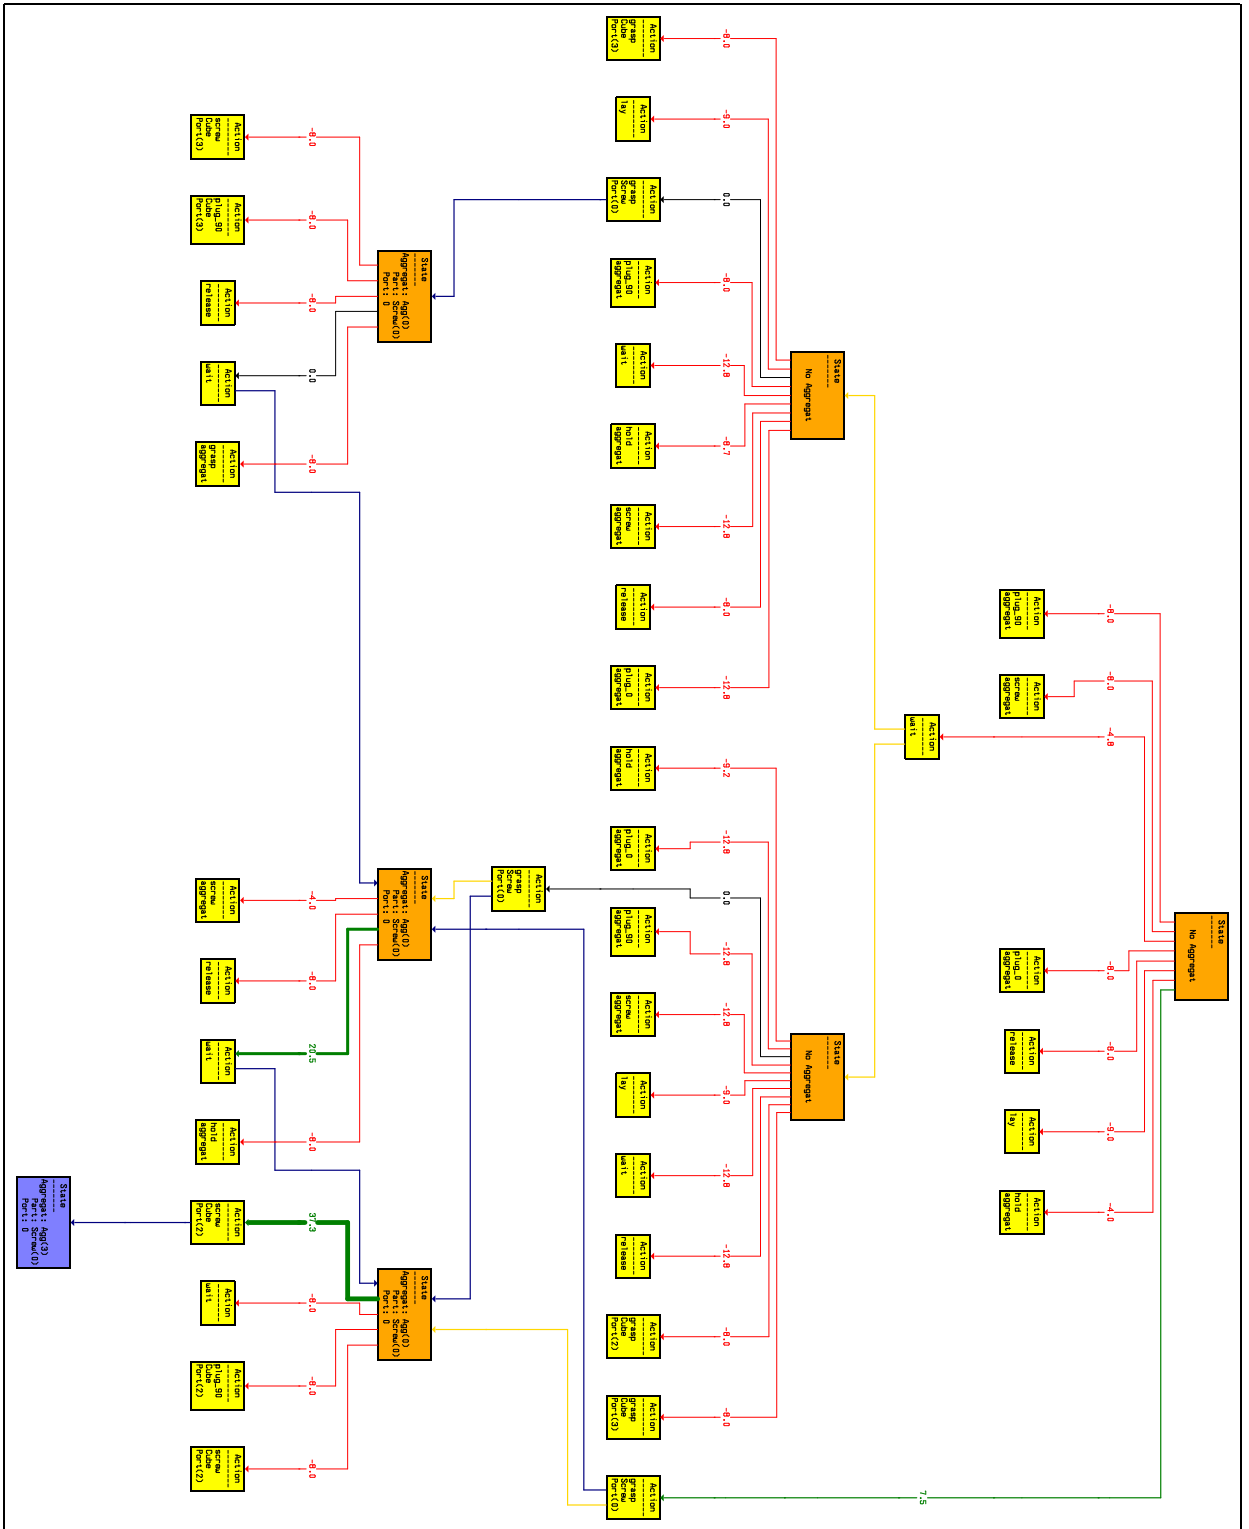 State
-------
No Aggregat
-8.0
-8.0
-4.8
-8.0
-8.0
-9.0
-4.0
Action
--------
plug_90
aggregat
Action
--------
screw
aggregat
Action
--------
plug_0
aggregat
Action
--------
release
Action
--------
lay
Action
--------
hold
aggregat
Action
--------
wait
7.5
State
-------
No Aggregat
State
-------
No Aggregat
-8.0
-9.0
0.0
-8.0
-12.8
-8.7
-12.8
-8.0
-12.8
-9.2
-12.8
0.0
-12.8
-12.8
-9.0
-12.8
-12.8
-8.0
-8.0
Action
--------
grasp
Cube
Port(3)
Action
--------
lay
Action
--------
grasp
Screw
Port(0)
Action
--------
plug_90
aggregat
Action
--------
wait
Action
--------
hold
aggregat
Action
--------
screw
aggregat
Action
--------
release
Action
--------
plug_0
aggregat
Action
--------
hold
aggregat
Action
--------
plug_0
aggregat
Action
--------
plug_90
aggregat
Action
--------
screw
aggregat
Action
--------
lay
Action
--------
wait
Action
--------
release
Action
--------
grasp
Cube
Port(2)
Action
--------
grasp
Cube
Port(3)
Action
--------
grasp
Screw
Port(0)
Action
--------
grasp
Screw
Port(0)
State
-------
Aggregat: Agg(0)
Part: Screw(0)
Port: 0
State
-------
Aggregat: Agg(0)
Part: Screw(0)
Port: 0
State
-------
Aggregat: Agg(0)
Part: Screw(0)
Port: 0
-8.0
-8.0
-8.0
0.0
-8.0
-4.0
-8.0
20.5
-8.0
37.3
-8.0
-8.0
-8.0
Action
--------
screw
Cube
Port(3)
Action
--------
plug_90
Cube
Port(3)
Action
--------
release
Action
--------
wait
Action
--------
grasp
aggregat
Action
--------
screw
aggregat
Action
--------
release
Action
--------
wait
Action
--------
hold
aggregat
Action
--------
screw
Cube
Port(2)
Action
--------
wait
Action
--------
plug_90
Cube
Port(2)
Action
--------
screw
Cube
Port(2)
State
-------
Aggregat: Agg(3)
Part: Screw(0)
Port: 0